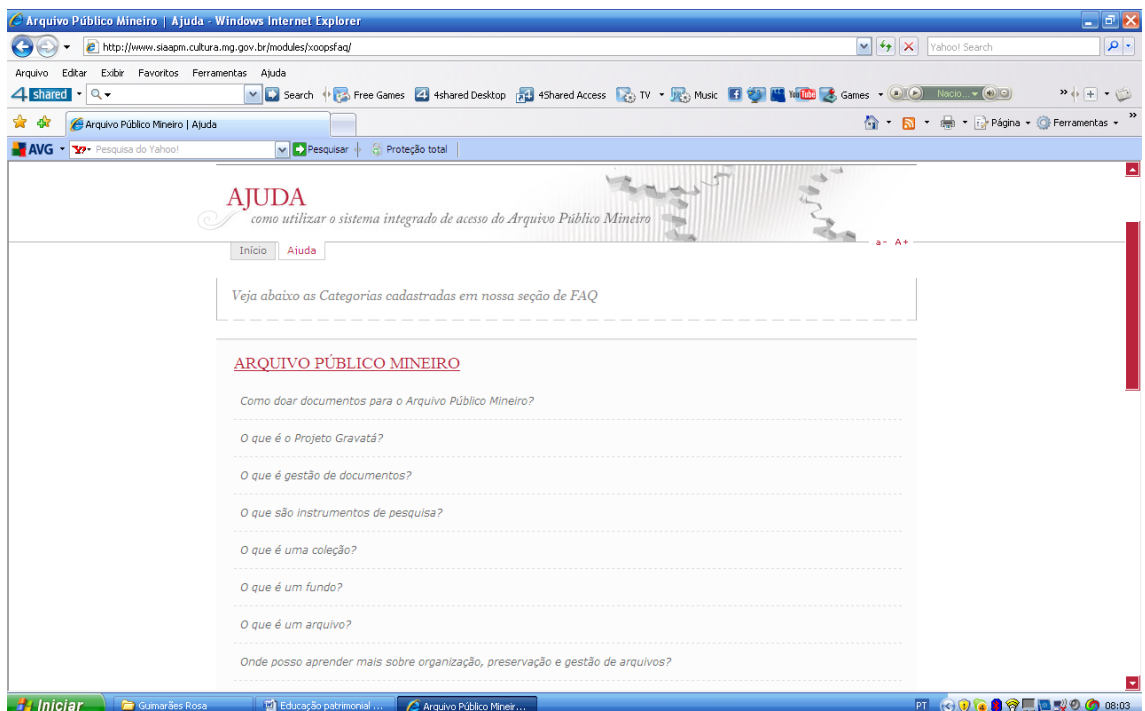 Arquivo Público Mineiro | Ajuda - Windows Internet Explorer
http://www.siaapm.cultura.mg.gov.br/modules/xoopsfaq/
Yahoo! Search
Arquivo Editar Exibir Favoritos Ferramentas Ajuda
4 shared Search Free Games 4shared Desktop 4Shared Access TV Music YouTube Games Nacio... »
Arquivo Público Mineiro | Ajuda Página Ferramentas »
AVG Pesquisa do Yahoo! Pesquisar Proteção total
AJUDA
como utilizar o sistema integrado de acesso do Arquivo Público Mineiro
a- A+
Início Ajuda
Veja abaixo as Categorias cadastradas em nossa seção de FAQ
ARQUIVO PÚBLICO MINEIRO
Como doar documentos para o Arquivo Público Mineiro?
O que é o Projeto Gravatá?
O que é gestão de documentos?
O que são instrumentos de pesquisa?
O que é uma coleção?
O que é um fundo?
O que é um arquivo?
Onde posso aprender mais sobre organização, preservação e gestão de arquivos?
Iniciar Guimarães Rosa Educação patrimonial ... Arquivo Público Mineir... PT 08:03